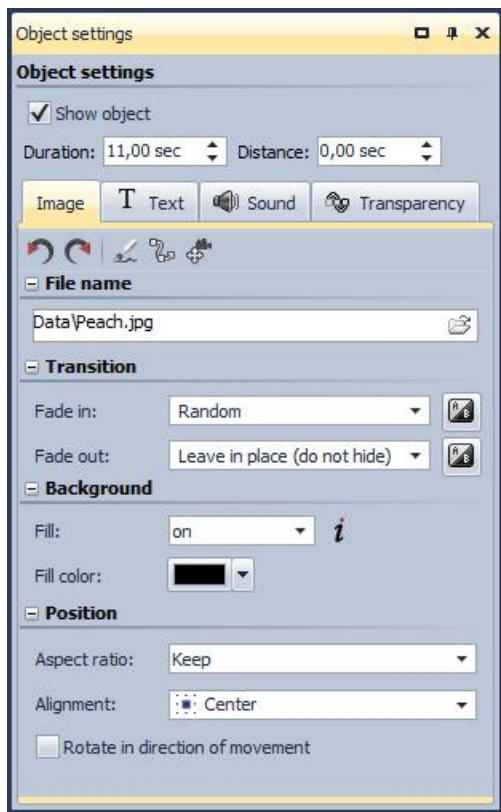 Object settings
Object settings
Show object
Duration: 11,00 sec Distance: 0,00 sec
Image T Text Sound Transparency
File name
Data\Peach.jpg
Transition
Fade in: Random A B
Fade out: Leave in place (do not hide) A B
Background
Fill: on i
Fill color:
Position
Aspect ratio: Keep
Alignment: Center
Rotate in direction of movement